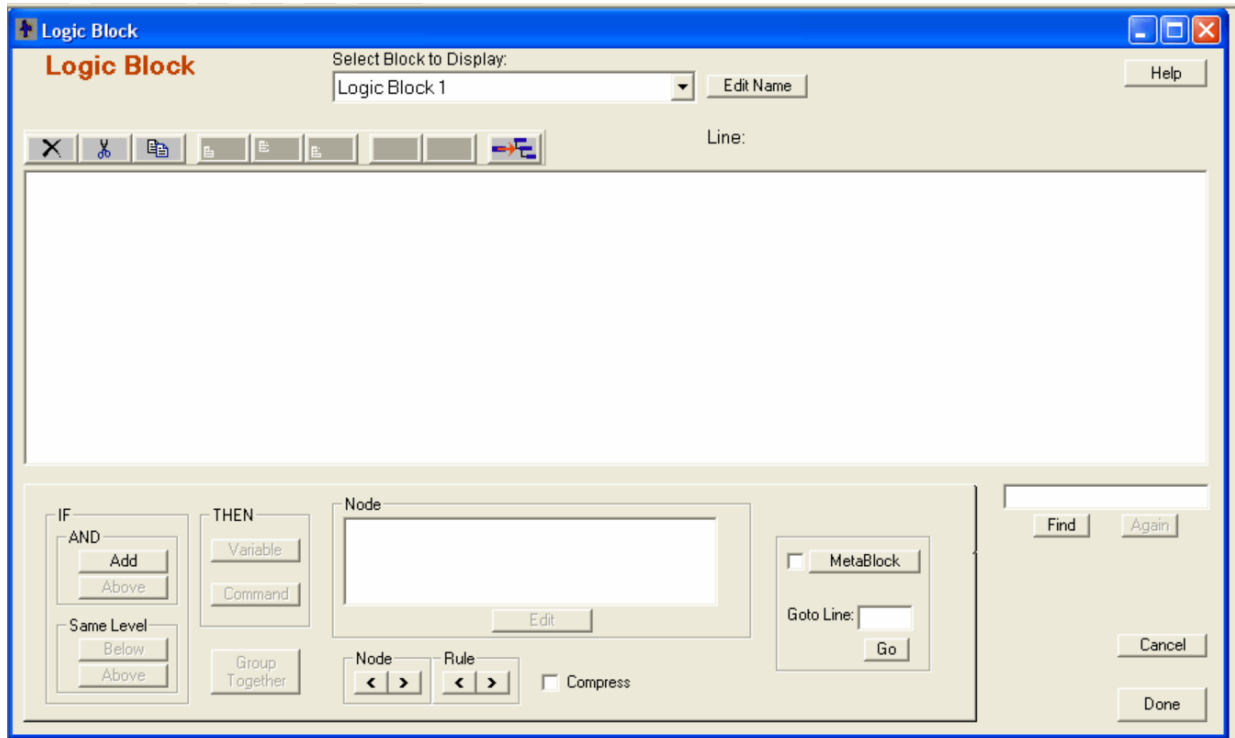 Logic Block
Logic Block
Select Block to Display:
Logic Block 1
Edit Name
Help
Line:
IF
AND
Add
Above
Same Level
Below
Above
THEN
Variable
Command
Group
Together
Node
Edit
Node
< >
Rule
< >
Compress
MetaBlock
Goto Line:
Go
Find
Again
Cancel
Done